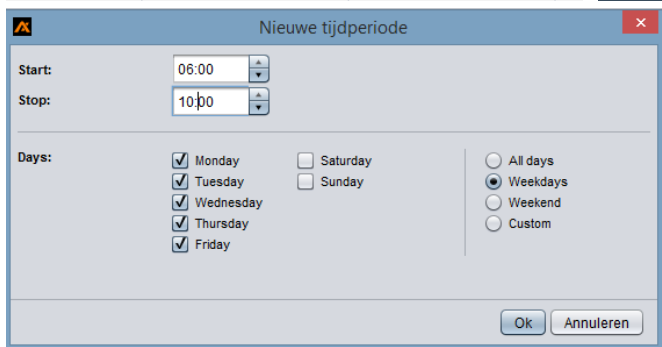 Nieuwe tijdperiode
Start: 06:00
Stop: 10:00
Days: Monday Saturday All days
Tuesday Sunday Weekdays
Wednesday Weekend
Thursday Custom
Friday
Ok Annuleren